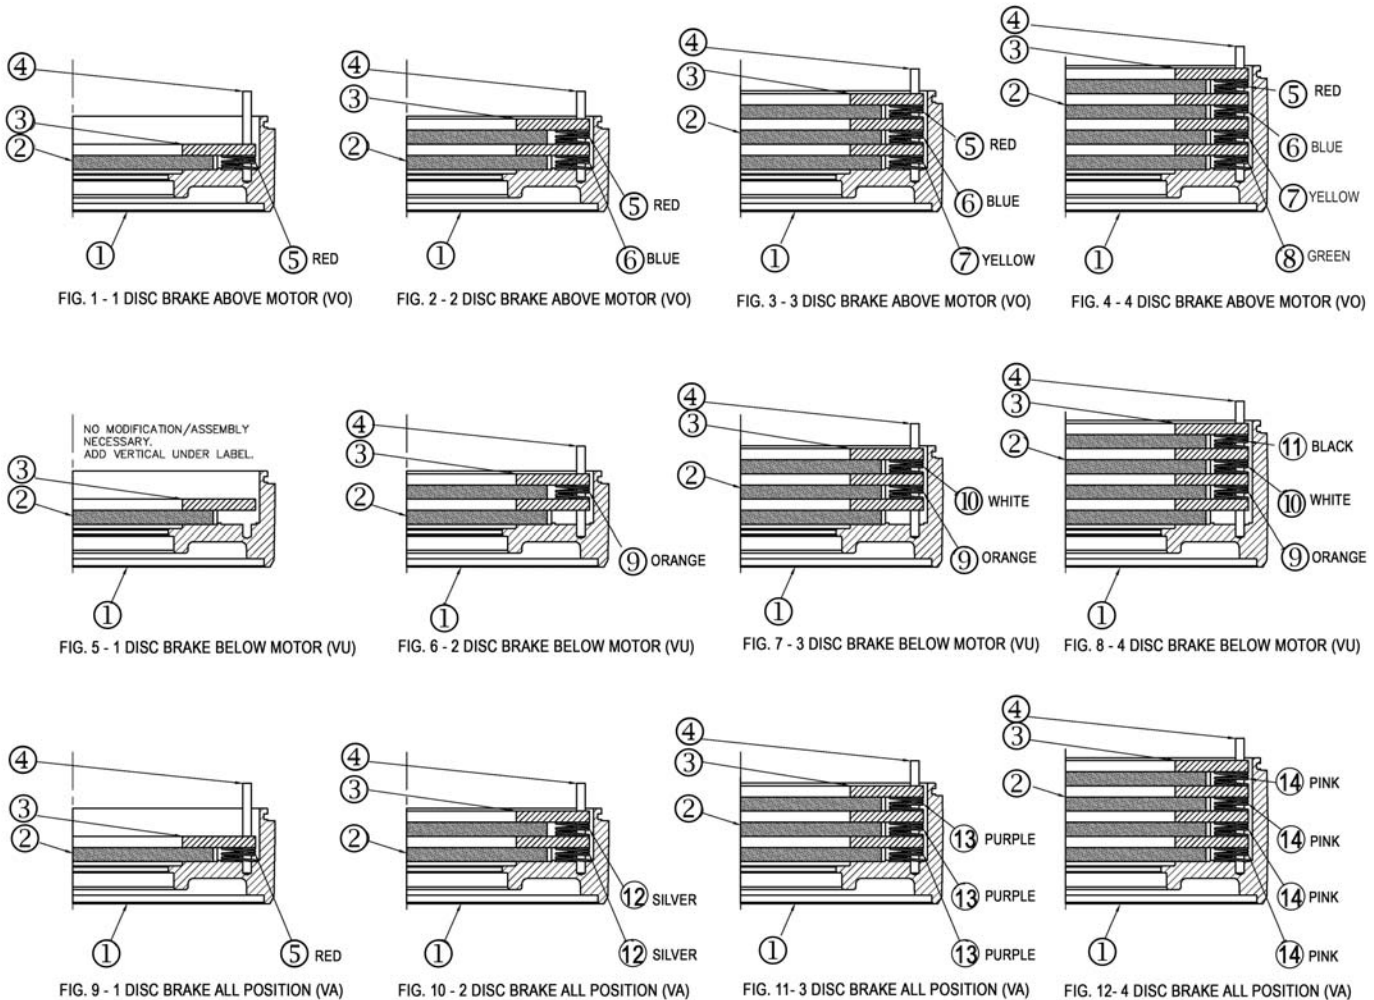 4
3
2
1
5 RED
FIG. 1 - 1 DISC BRAKE ABOVE MOTOR (VO)
4
3
2
1
5 RED
6 BLUE
FIG. 2 - 2 DISC BRAKE ABOVE MOTOR (VO)
4
3
2
1
5 RED
6 BLUE
7 YELLOW
FIG. 3 - 3 DISC BRAKE ABOVE MOTOR (VO)
4
3
2
1
5 RED
6 BLUE
7 YELLOW
8 GREEN
FIG. 4 - 4 DISC BRAKE ABOVE MOTOR (VO)
NO MODIFICATION/ASSEMBLY
NECESSARY.
ADD VERTICAL UNDER LABEL.
3
2
1
FIG. 5 - 1 DISC BRAKE BELOW MOTOR (VU)
4
3
2
1
9 ORANGE
FIG. 6 - 2 DISC BRAKE BELOW MOTOR (VU)
4
3
2
1
10 WHITE
9 ORANGE
FIG. 7 - 3 DISC BRAKE BELOW MOTOR (VU)
4
3
2
1
11 BLACK
10 WHITE
9 ORANGE
FIG. 8 - 4 DISC BRAKE BELOW MOTOR (VU)
4
3
2
1
5 RED
FIG. 9 - 1 DISC BRAKE ALL POSITION (VA)
4
3
2
1
12 SILVER
12 SILVER
FIG. 10 - 2 DISC BRAKE ALL POSITION (VA)
4
3
2
1
13 PURPLE
13 PURPLE
13 PURPLE
FIG. 11- 3 DISC BRAKE ALL POSITION (VA)
4
3
2
1
14 PINK
14 PINK
14 PINK
14 PINK
FIG. 12- 4 DISC BRAKE ALL POSITION (VA)